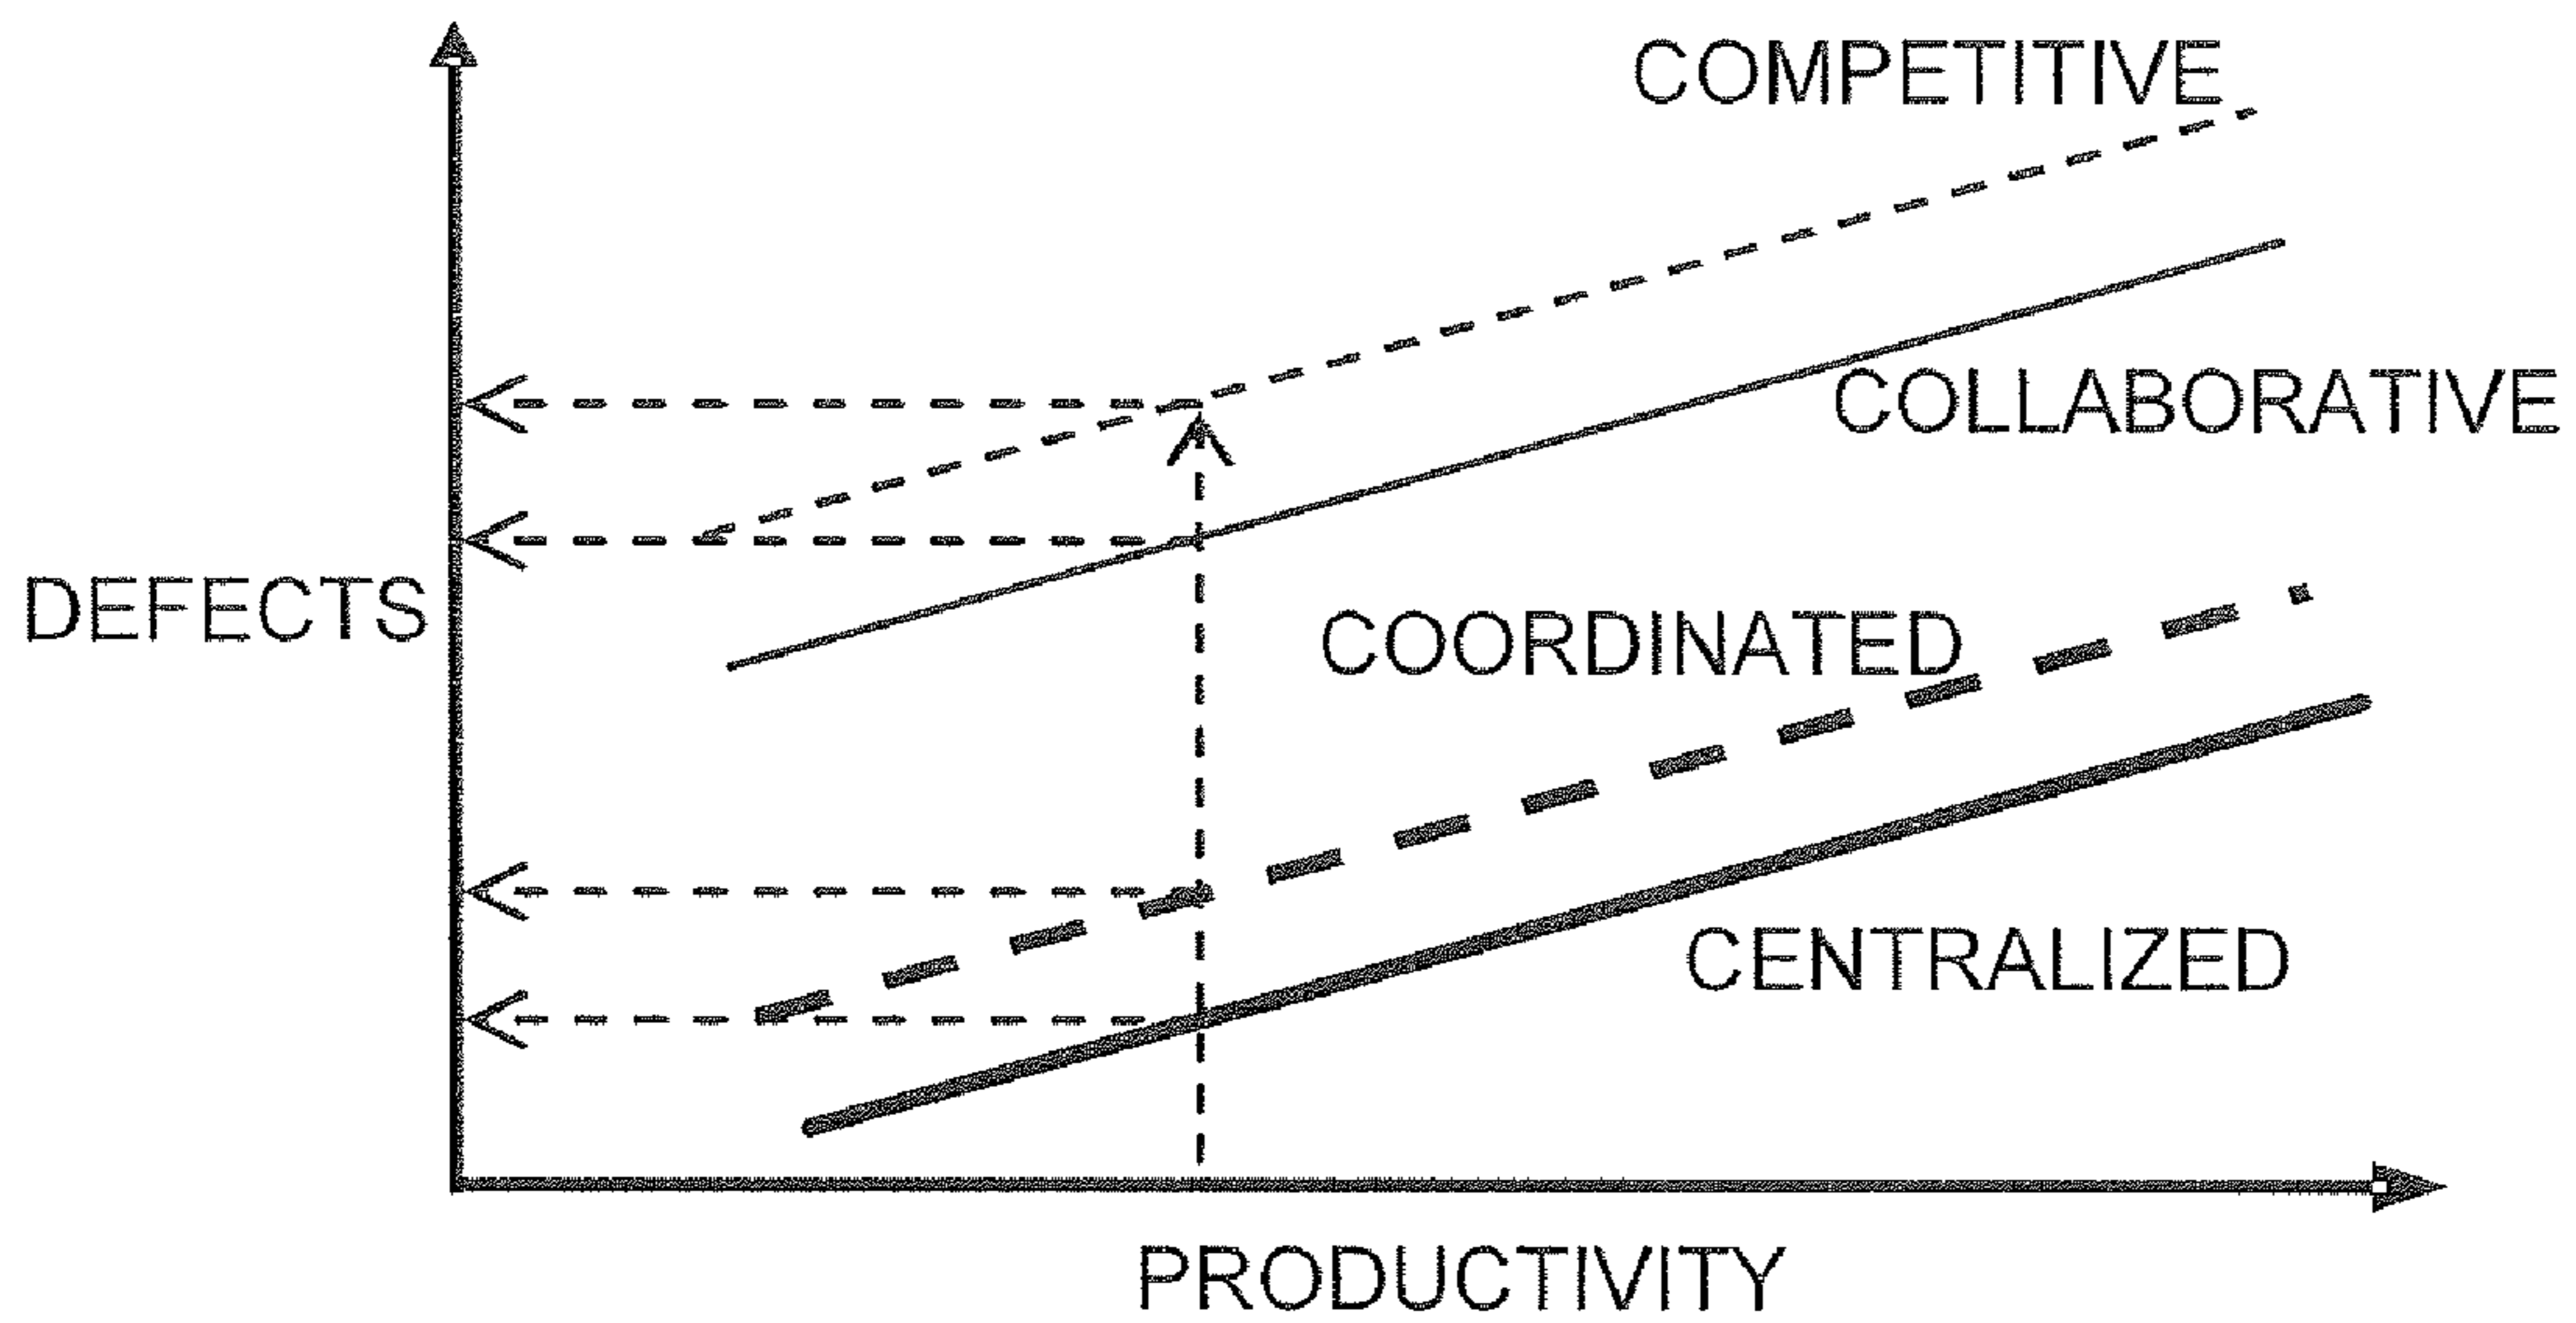 COMPETITIVE
COLLABORATIVE
DEFECTS
COORDINATED
CENTRALIZED
PRODUCTIVITY